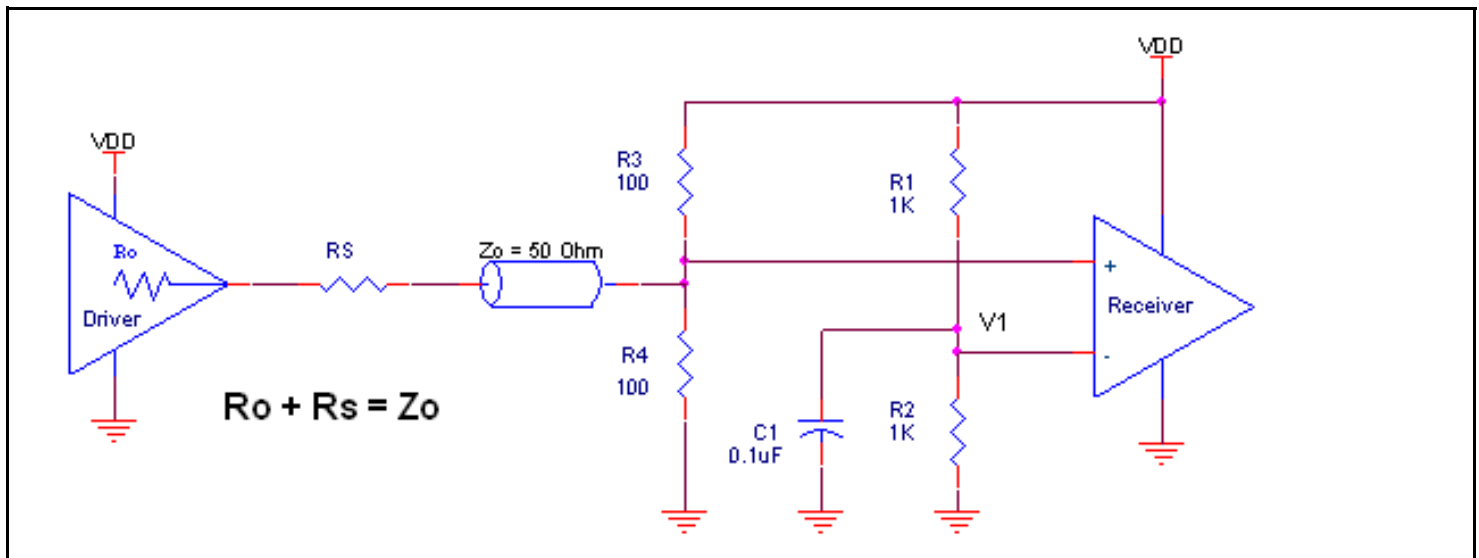 VDD
VDD
R3
100
R1
1K
Ro
RS
Zo = 50 Ohm
+
Driver
Receiver
V1
R4
100
-
Ro + Rs = Zo
C1
0.1uF
R2
1K